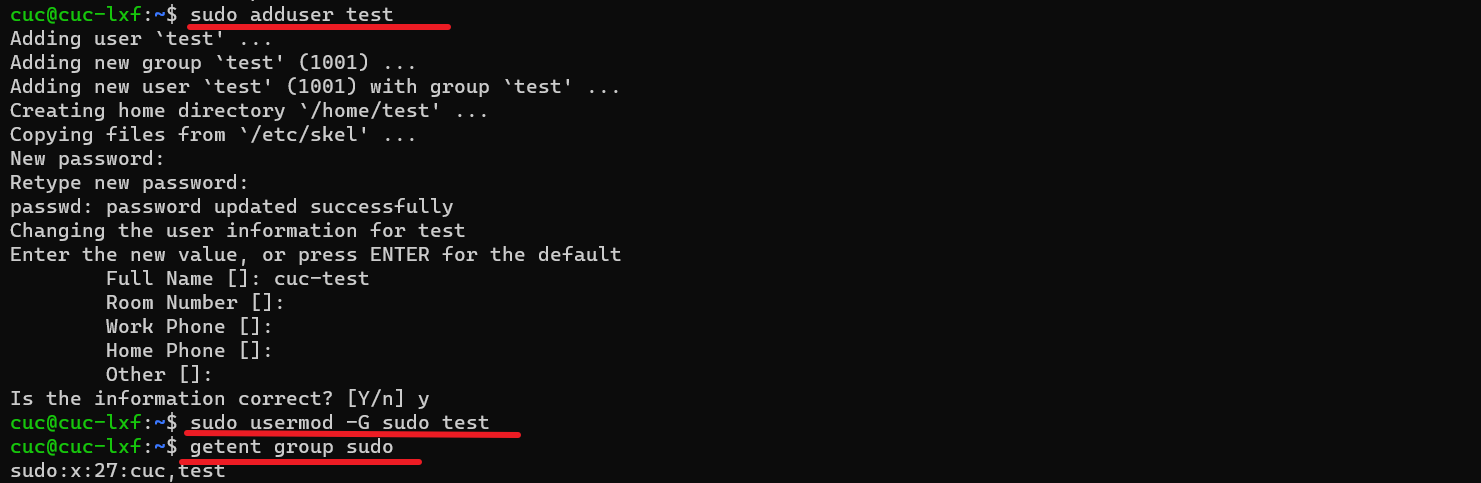 cuc@cuc-lxf:~$ sudo adduser test
Adding user `test' ...
Adding new group `test' (1001) ...
Adding new user `test' (1001) with group `test' ...
Creating home directory `/home/test' ...
Copying files from `/etc/skel' ...
New password:
Retype new password:
passwd: password updated successfully
Changing the user information for test
Enter the new value, or press ENTER for the default
        Full Name []: cuc-test
        Room Number []:
        Work Phone []:
        Home Phone []:
        Other []:
Is the information correct? [Y/n] y
cuc@cuc-lxf:~$ sudo usermod -G sudo test
cuc@cuc-lxf:~$ getent group sudo
sudo:x:27:cuc,test